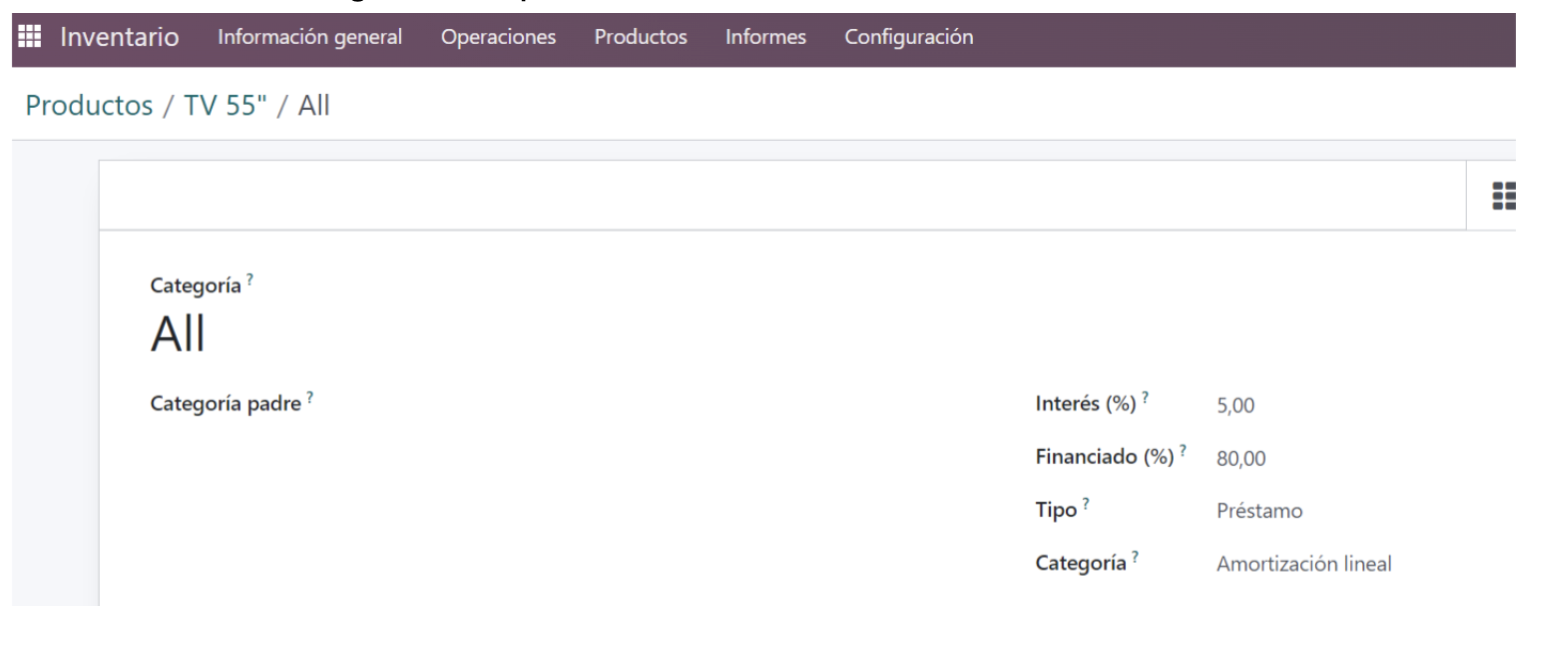 Inventario Información general Operaciones Productos Informes Configuración
Productos / TV 55" / All
Categoría ?
All
Categoría padre ?
Interés (%) ? 5,00
Financiado (%) ? 80,00
Tipo ? Préstamo
Categoría ? Amortización lineal